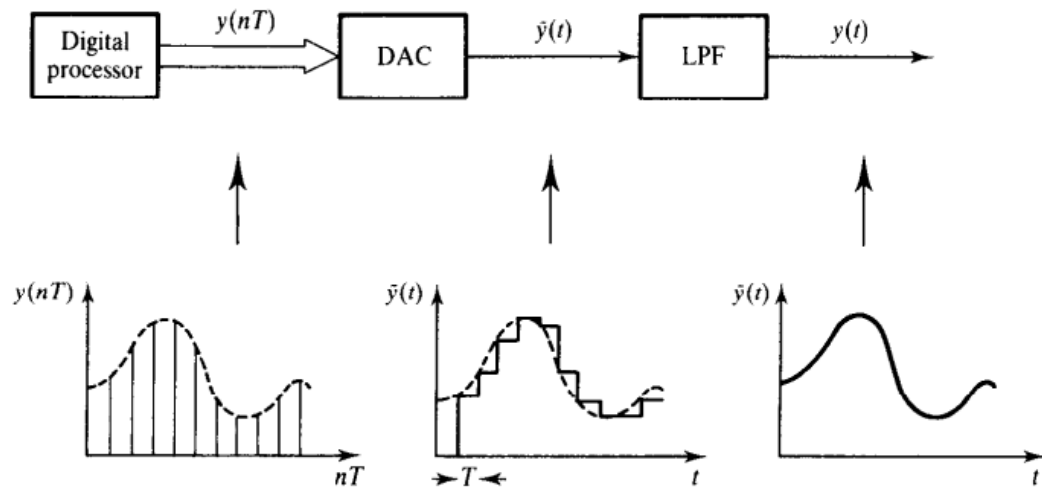 Digital
processor
y(nT)
DAC
ỹ(t)
LPF
y(t)
y(nT)
nT
ỹ(t)
T
t
ỹ(t)
t